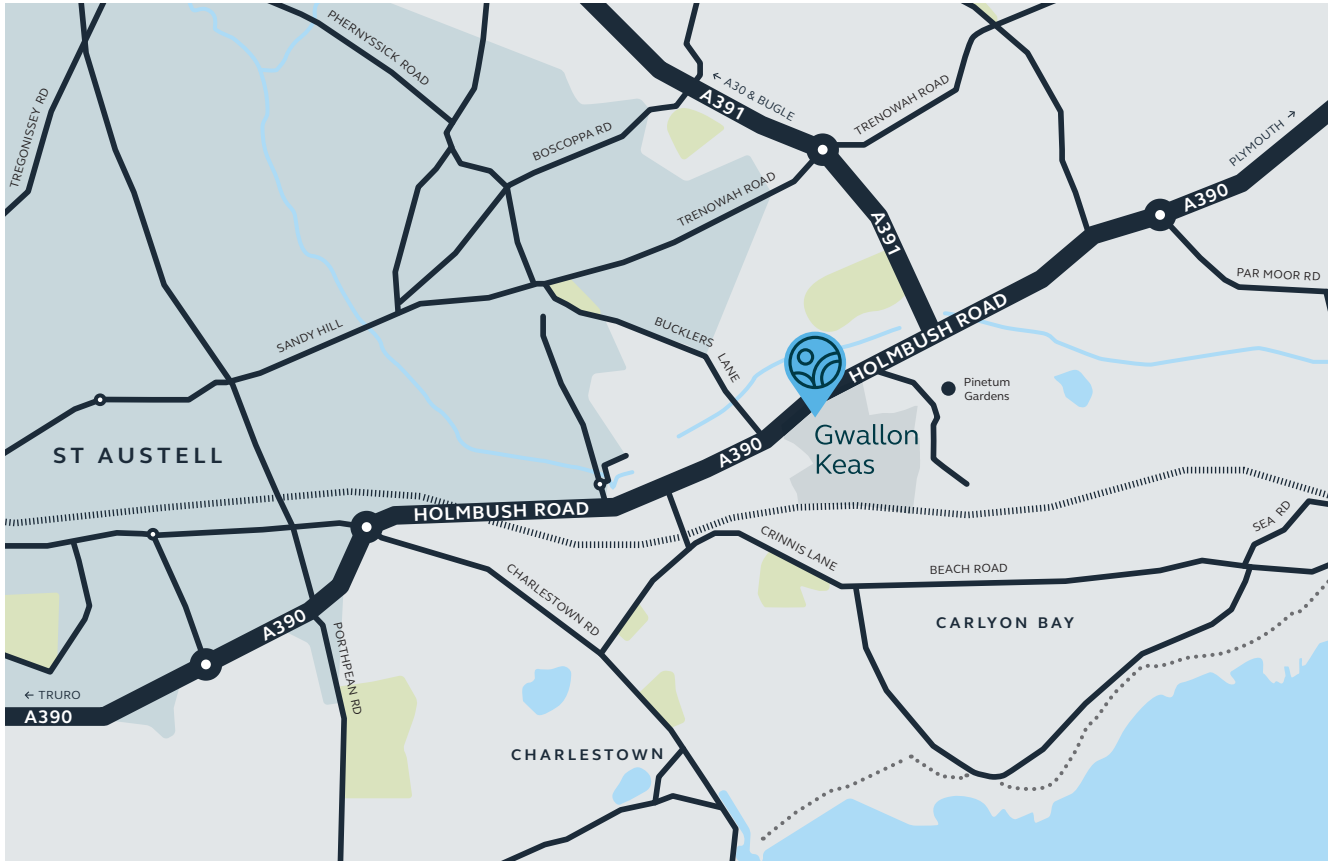 PHERNYSSICK ROAD
TREGONISSEY RD
← A30 & BUGLE
A391
TRENOWAH ROAD
BOSCOPPA RD
PLYMOUTH →
TRENOWAH ROAD
A390
A391
PAR MOOR RD
SANDY HILL
BUCKLERS
LANE
HOLMBUSH ROAD
Pinetum
Gardens
ST AUSTELL
Gwallon
Keas
A390
HOLMBUSH ROAD
SEA RD
CRINNIS LANE
BEACH ROAD
CHARLESTOWN RD
A390
CARLYON BAY
PORTHPEAN RD
← TRURO
A390
CHARLESTOWN